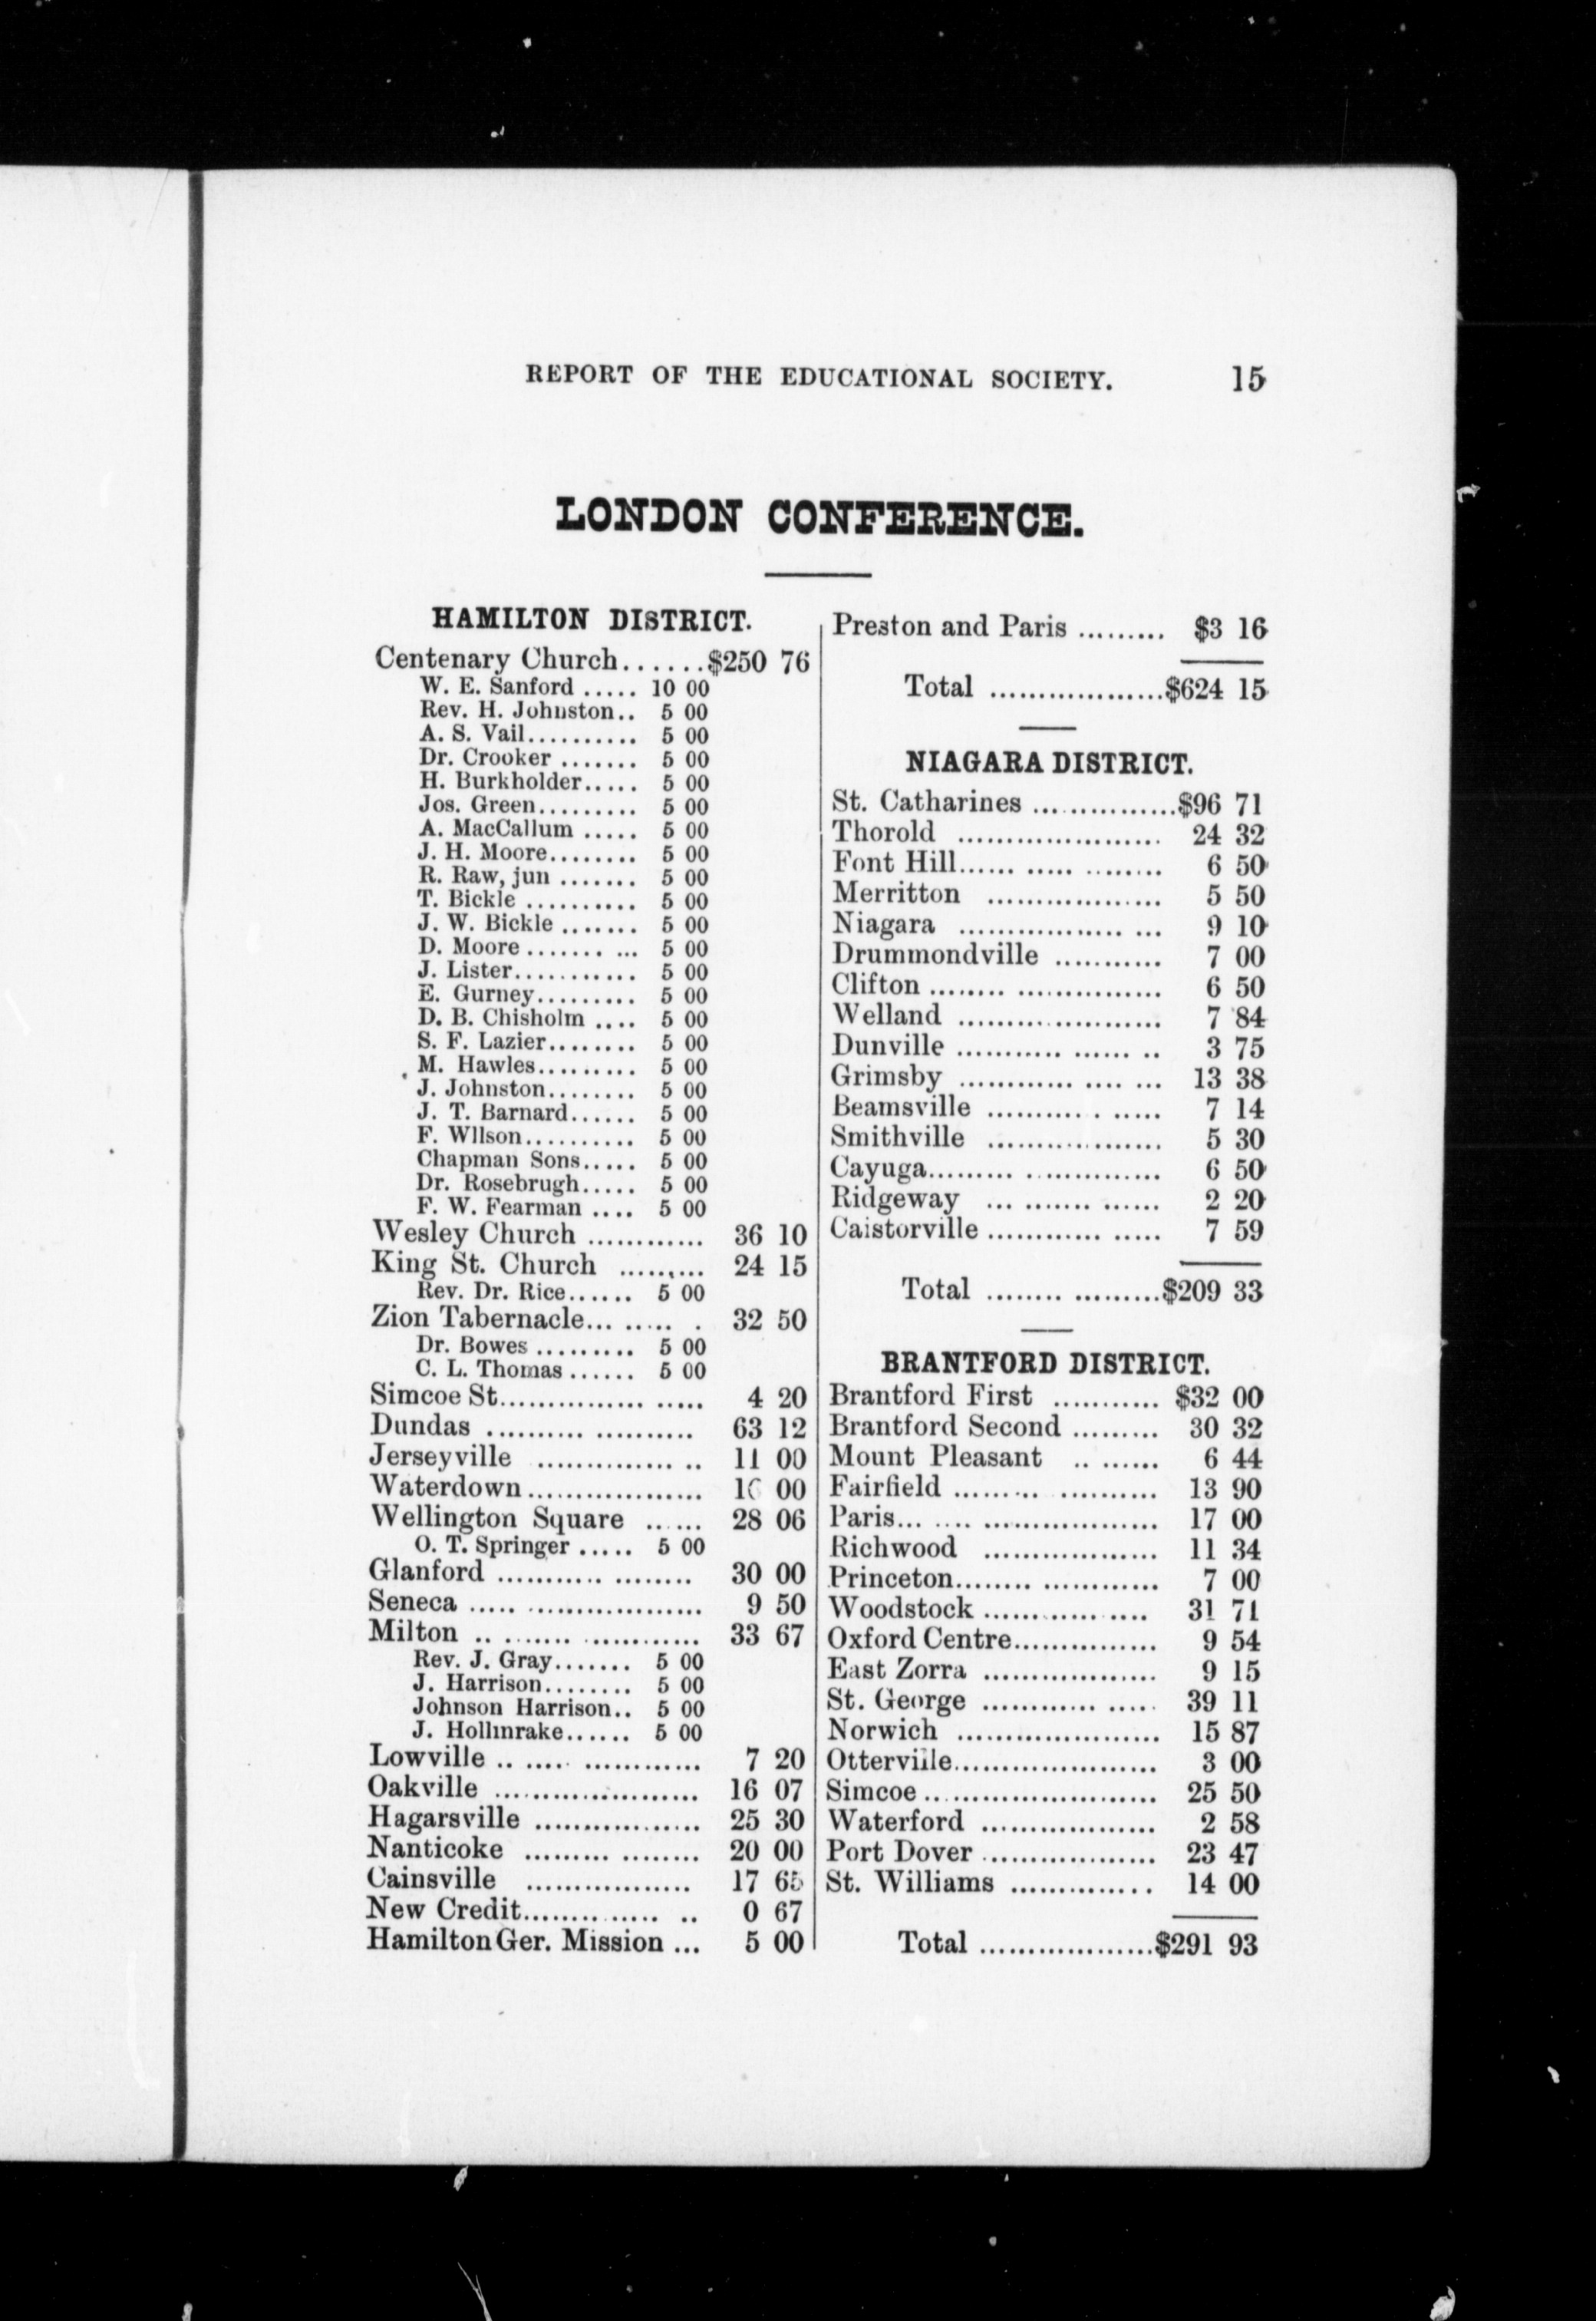 REPORT OF THE EDUCATIONAL SOCIETY. 15
LONDON CONFERENCE.
HAMILTON DISTRICT.
Centenary Church......$250 76
W. E. Sanford ..... 10 00
Rev. H. Johnston.. 5 00
A. S. Vail.......... 5 00
Dr. Crooker ....... 5 00
H. Burkholder..... 5 00
Jos. Green......... 5 00
A. MacCallum ..... 5 00
J. H. Moore........ 5 00
R. Raw, jun ....... 5 00
T. Bickle .......... 5 00
J. W. Bickle ....... 5 00
D. Moore ....... ... 5 00
J. Lister........... 5 00
E. Gurney......... 5 00
D. B. Chisholm .... 5 00
S. F. Lazier........ 5 00
M. Hawles......... 5 00
J. Johnston........ 5 00
J. T. Barnard...... 5 00
F. Wllson.......... 5 00
Chapman Sons..... 5 00
Dr. Rosebrugh..... 5 00
F. W. Fearman .... 5 00
Wesley Church ............ 36 10
King St. Church ......... 24 15
Rev. Dr. Rice...... 5 00
Zion Tabernacle... ..... . 32 50
Dr. Bowes ......... 5 00
C. L. Thomas ...... 5 00
Simcoe St............... ..... 4 20
Dundas .......... .......... 63 12
Jerseyville .............. .. 11 00
Waterdown.................. 00
Wellington Square ...... 28 06
O. T. Springer ..... 5 00
Glanford ........... ........ 30 00
Seneca ..... .................. 9 50
Milton .. ........ ............ 33 67
Rev. J. Gray....... 5 00
J. Harrison........ 5 00
Johnson Harrison.. 5 00
J. Hollinrake...... 5 00
Lowville .. ...... ............ 7 20
Oakville ..................... 16 07
Hagarsville ................. 25 30
Nanticoke ......... ........ 20 00
Cainsville ................. 17 65
New Credit.............. .. 0 67
Hamilton Ger. Mission ... 5 00
Preston and Paris ......... $3 16
Total ..................$624 15
NIAGARA DISTRICT.
St. Catharines ...............$96 71
Thorold ..................... 24 32
Font Hill...... ..... ........ 6 50
Merritton .................. 5 50
Niagara ................. ... 9 10
Drummondville ........... 7 00
Clifton ........ ............... 6 50
Welland ..................... 7 84
Dunville ........... ...... .. 3 75
Grimsby ............ .... ... 13 38
Beamsville .......... . ..... 7 14
Smithville .................. 5 30
Cayuga......... .............. 6 50
Ridgeway ... ........ ...... 2 20
Caistorville ............ ..... 7 59
Total ........ .........$209 33
BRANTFORD DISTRICT.
Brantford First ........... $32 00
Brantford Second ......... 30 32
Mount Pleasant .. ...... 6 44
Fairfield ......... .......... 13 90
Paris... .... .................. 17 00
Richwood .................. 11 34
Princeton........ ............ 7 00
Woodstock ............ .... 31 71
Oxford Centre............... 9 54
East Zorra .................. 9 15
St. George ............ ..... 39 11
Norwich ..................... 15 87
Otterville..................... 3 00
Simcoe ........................ 25 50
Waterford .................. 2 58
Port Dover .................. 23 47
St. Williams .............. 14 00
Total ..................$291 93